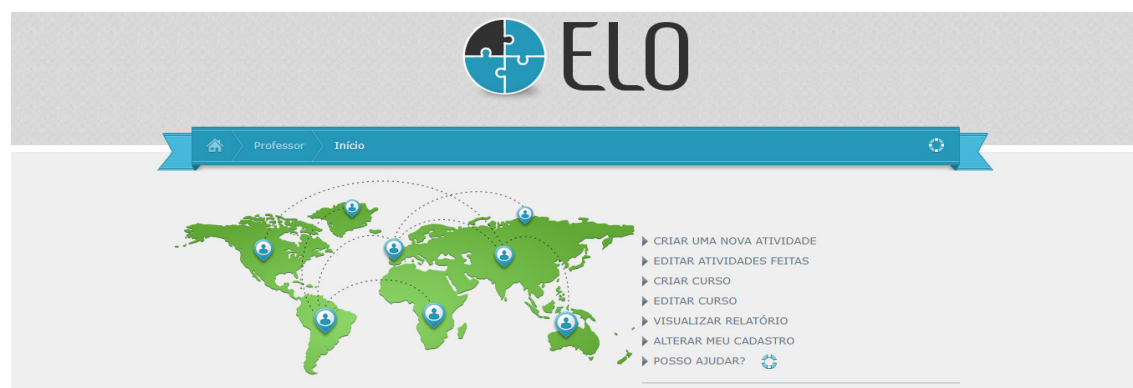 ELO
Professor Início
CRIAR UMA NOVA ATIVIDADE
EDITAR ATIVIDADES FEITAS
CRIAR CURSO
EDITAR CURSO
VISUALIZAR RELATÓRIO
ALTERAR MEU CADASTRO
POSSO AJUDAR?